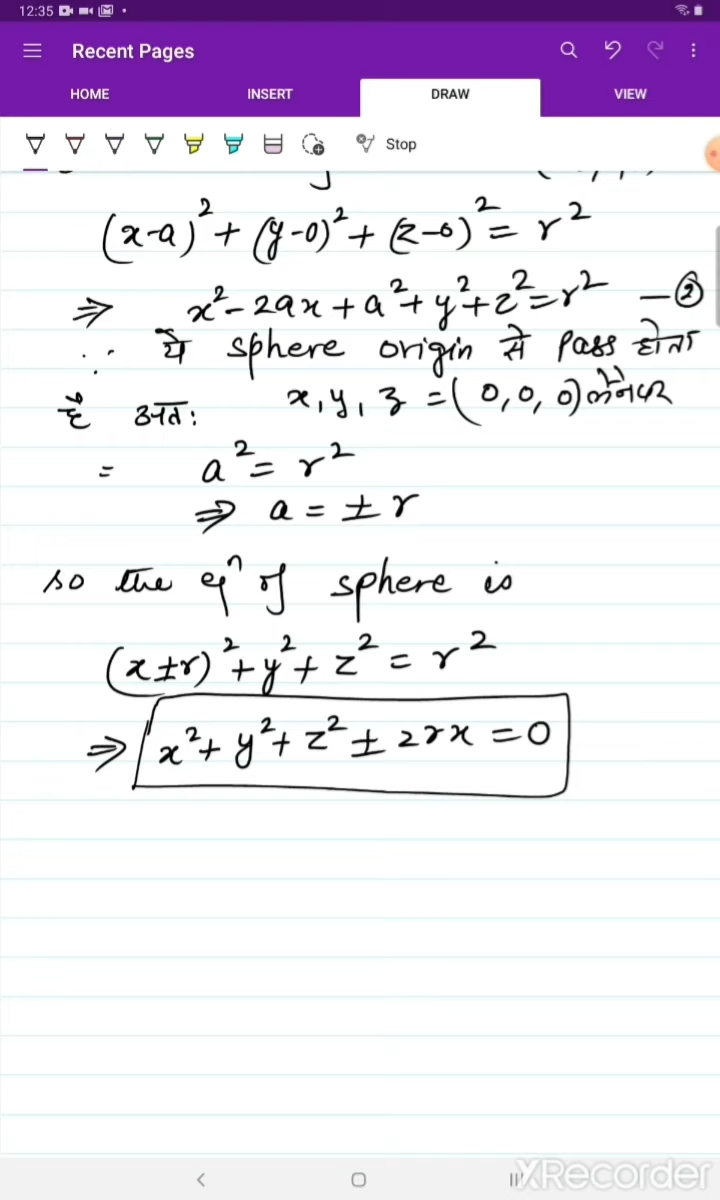 12:35
Recent Pages
HOME INSERT DRAW VIEW
Stop
(x-a)²+(y-0)²+(z-0)²=r²
⇒ x²-2ax+a²+y²+z²=r² —②
∵ ये sphere origin से pass होता
है अतः x,y,z=(0,0,0)
= a²=r²
⇒ a=±r
so the eqⁿ of sphere is
(x±r)²+y²+z²=r²
⇒ x²+y²+z²±2rx=0
XRecorder